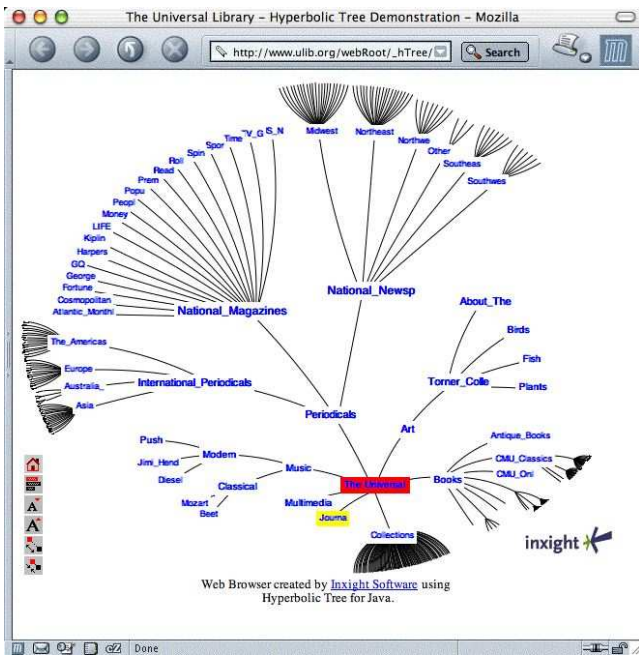 The Universal Library – Hyperbolic Tree Demonstration – Mozilla
http://www.ulib.org/webRoot/_hTree/
Search
Midwest
Northeast
Northwe
Other
Southeas
Southwes
S_N
TV_G
Time
Spor
Spin
Roll
Read
Prem
Popu
Peopl
Money
LIFE
Kiplin
Harpers
GQ
George
Fortune
Cosmopolitan
Atlantic_Monthl
National_Magazines
National_Newsp
About_The
Birds
Fish
Plants
Torner_Colle
The_Americas
Europe
Australia_
Asia
International_Periodicals
Periodicals
Art
Push
Jimi_Hend
Diesel
Modern
Music
Classical
Mozart
Beet
The Universal
Multimedia
Journa
Books
Antique_Books
CMU_Classics
CMU_Onl
Collections
inxight
Web Browser created by Inxight Software using
Hyperbolic Tree for Java.
Done